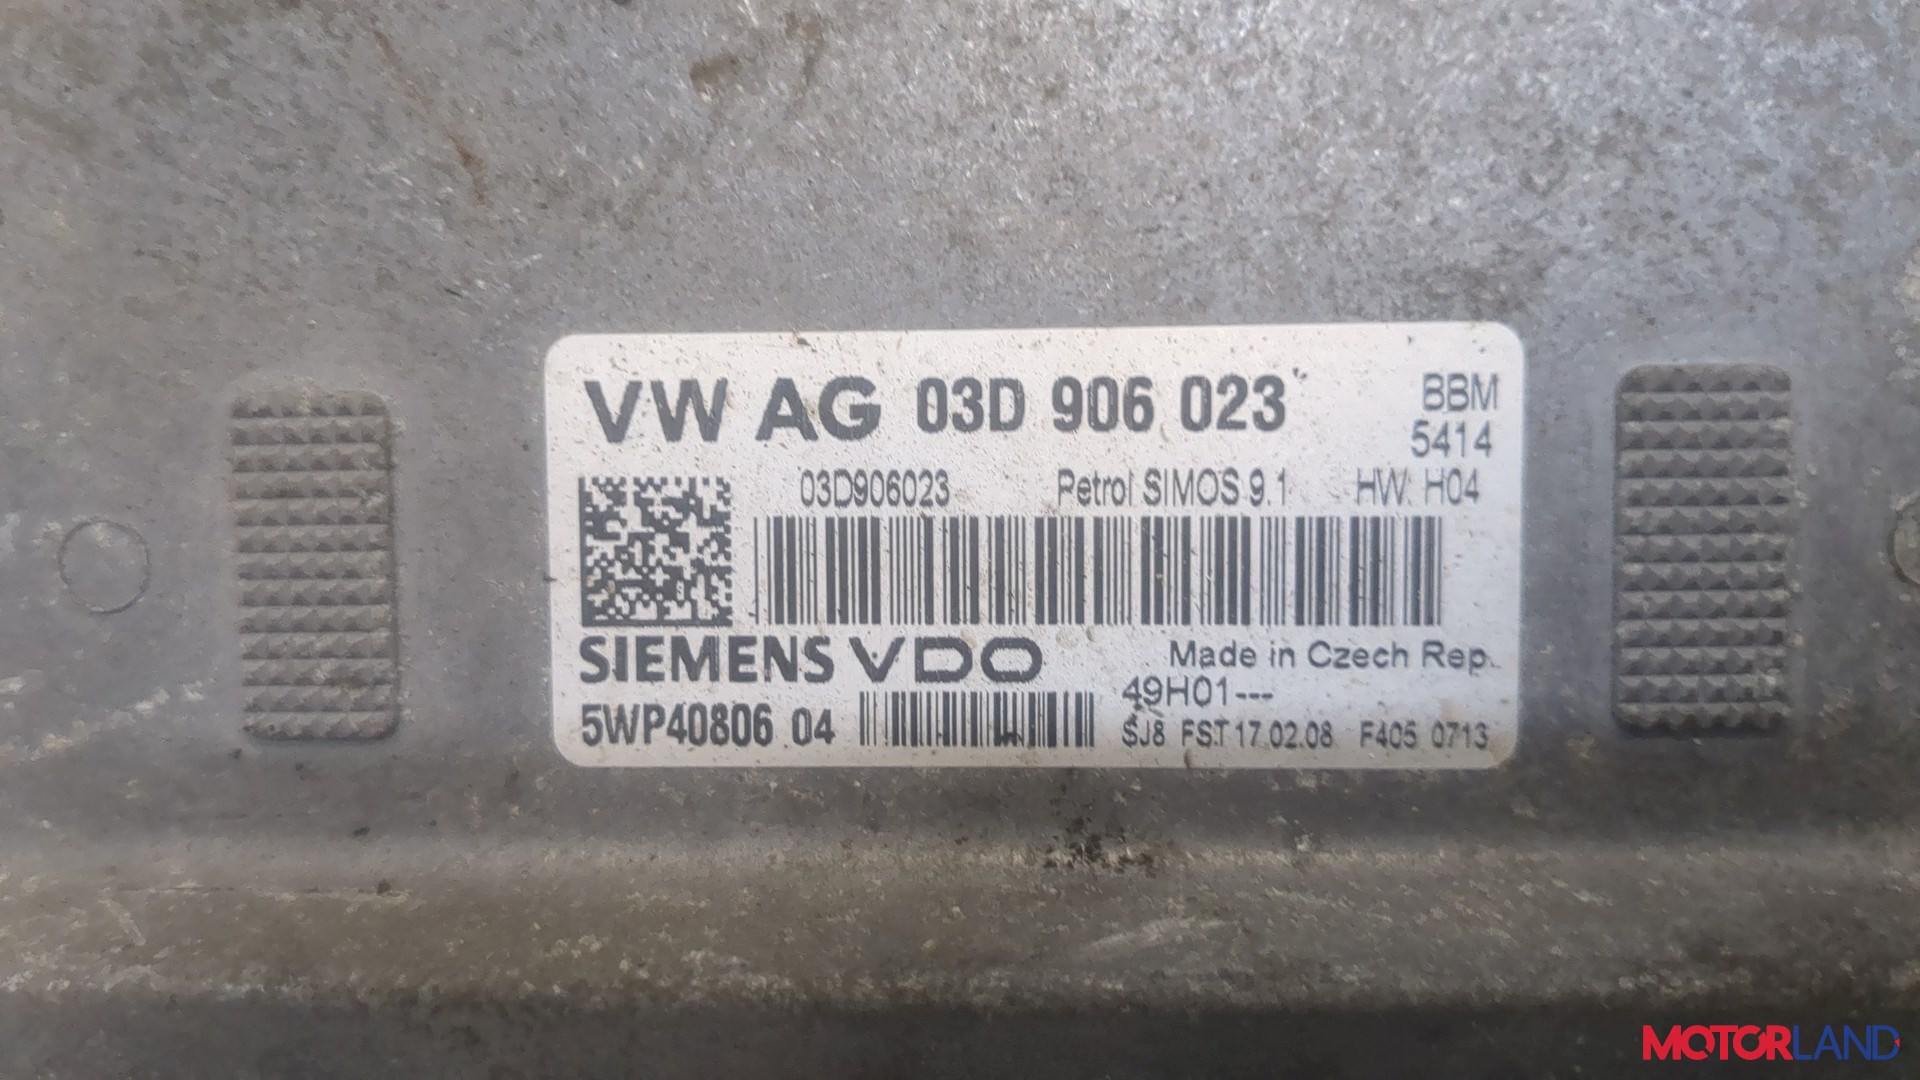 VW AG 03D 906 023 BBM
5414
03D906023 Petrol SIMOS 9.1 HW: H04
SIEMENS VDO Made in Czech Rep.
49H01---
5WP40806 04 SJ8 FST 17.02.08 F405 0713
MOTORLAND